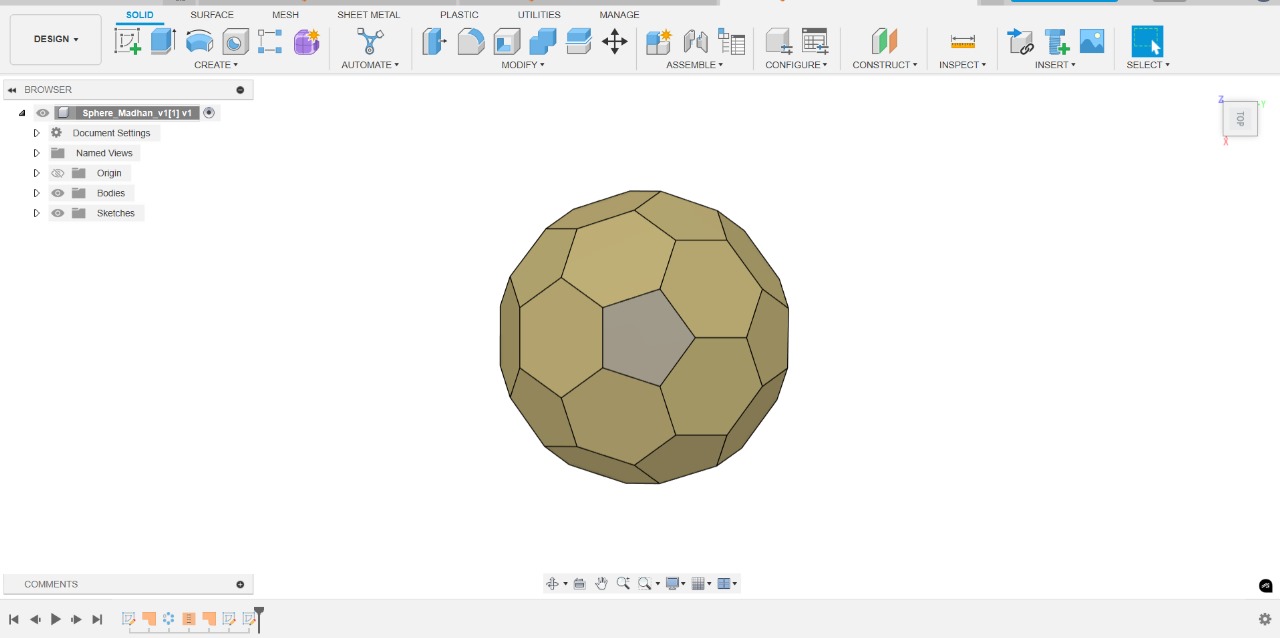 SOLID SURFACE MESH SHEET METAL PLASTIC UTILITIES MANAGE
DESIGN
CREATE AUTOMATE MODIFY ASSEMBLE CONFIGURE CONSTRUCT INSPECT INSERT SELECT
BROWSER
Sphere_Madhan_v1[1] v1
Document Settings
Named Views
Origin
Bodies
Sketches
Z
Y
TOP
X
COMMENTS